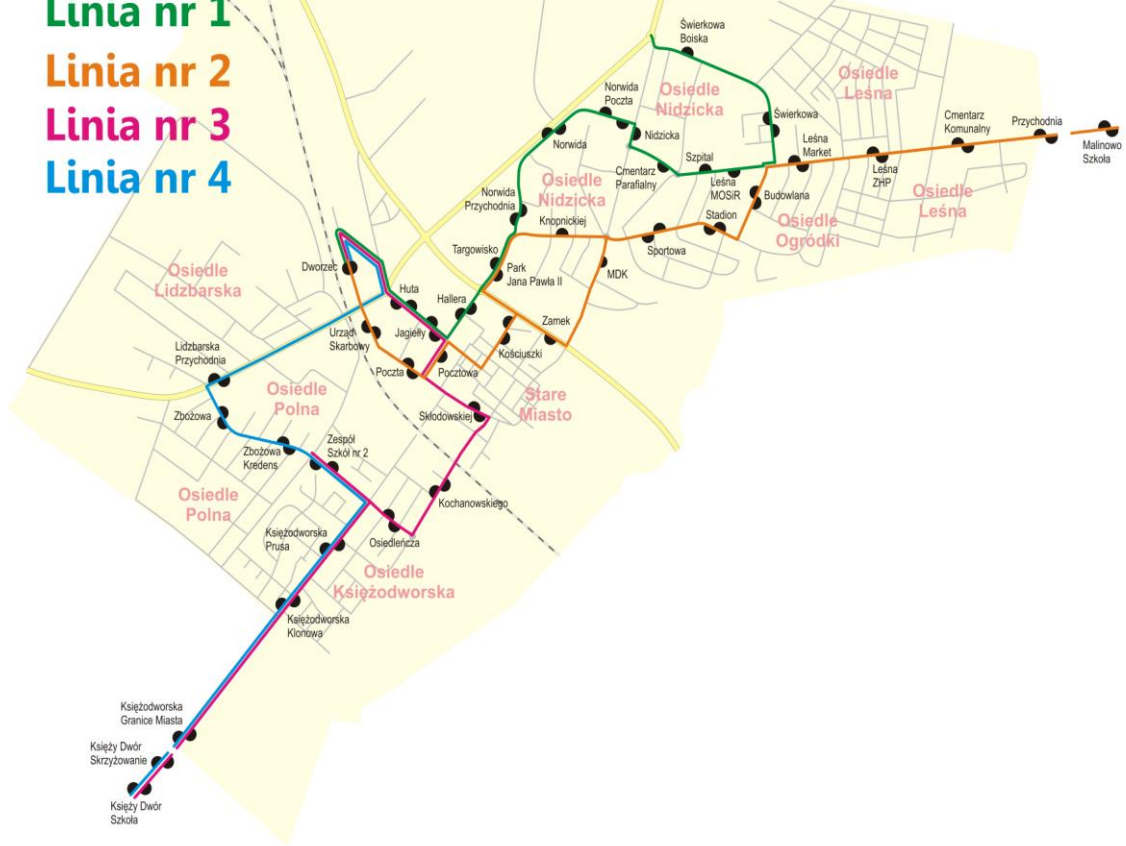 Linia nr 1
Linia nr 2
Linia nr 3
Linia nr 4
Świerkowa
Boiska
Osiedle
Leśna
Norwida
Poczta
Osiedle
Nidzicka
Świerkowa
Cmentarz
Komunalny
Przychodnia
Malinowo
Szkoła
Norwida
Nidzicka
Szpital
Leśna
Market
Cmentarz
Parafialny
Leśna
MOSiR
Leśna
ZHP
Osiedle
Leśna
Osiedle
Nidzicka
Norwida
Przychodnia
Budowlana
Knopnickiej
Stadion
Osiedle
Ogródki
Targowisko
Sportowa
Park
Jana Pawła II
MDK
Dworzec
Osiedle
Lidzbarska
Huta
Hallera
Urząd
Skarbowy
Jagiełły
Zamek
Kościuszki
Lidzbarska
Przychodnia
Poczta
Pocztowa
Osiedle
Polna
Stare
Miasto
Zbożowa
Skłodowskiej
Zbożowa
Kredens
Zespół
Szkół nr 2
Osiedle
Polna
Kochanowskiego
Księżodworska
Prusa
Osiedleńcza
Osiedle
Księżodworska
Księżodworska
Klonowa
Księżodworska
Granice Miasta
Księży Dwór
Skrzyżowanie
Księży Dwór
Szkoła